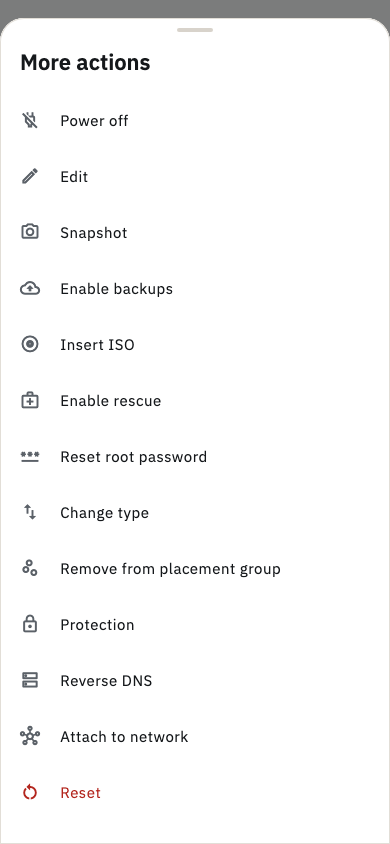 More actions
Power off
Edit
Snapshot
Enable backups
Insert ISO
Enable rescue
Reset root password
Change type
Remove from placement group
Protection
Reverse DNS
Attach to network
Reset